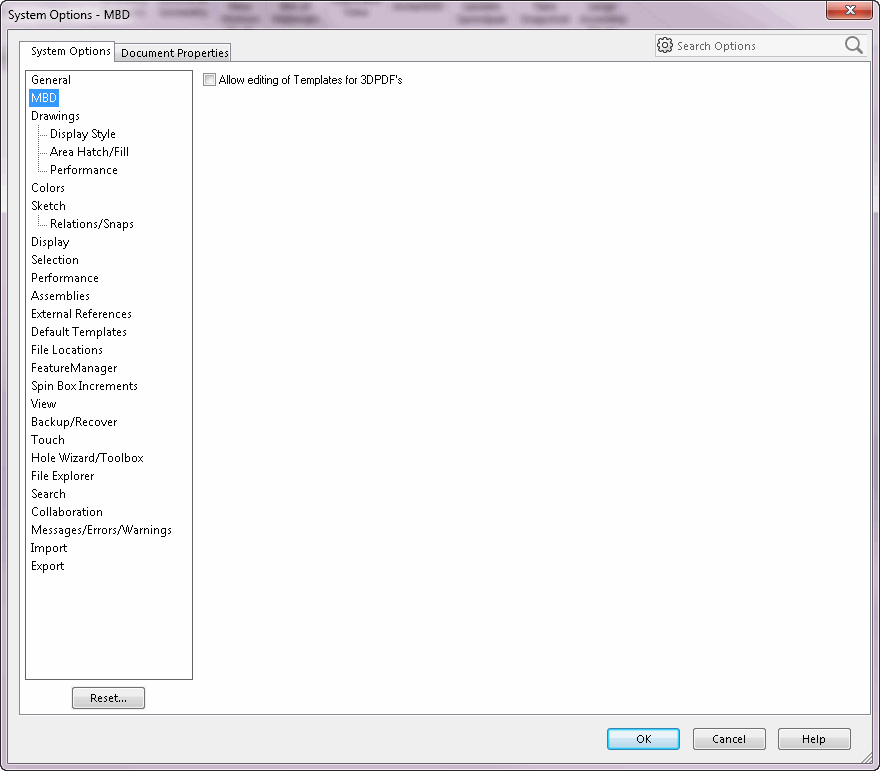 System Options - MBD
System Options
Document Properties
Search Options
General
MBD
Drawings
Display Style
Area Hatch/Fill
Performance
Colors
Sketch
Relations/Snaps
Display
Selection
Performance
Assemblies
External References
Default Templates
File Locations
FeatureManager
Spin Box Increments
View
Backup/Recover
Touch
Hole Wizard/Toolbox
File Explorer
Search
Collaboration
Messages/Errors/Warnings
Import
Export
Allow editing of Templates for 3DPDF's
Reset...
OK
Cancel
Help